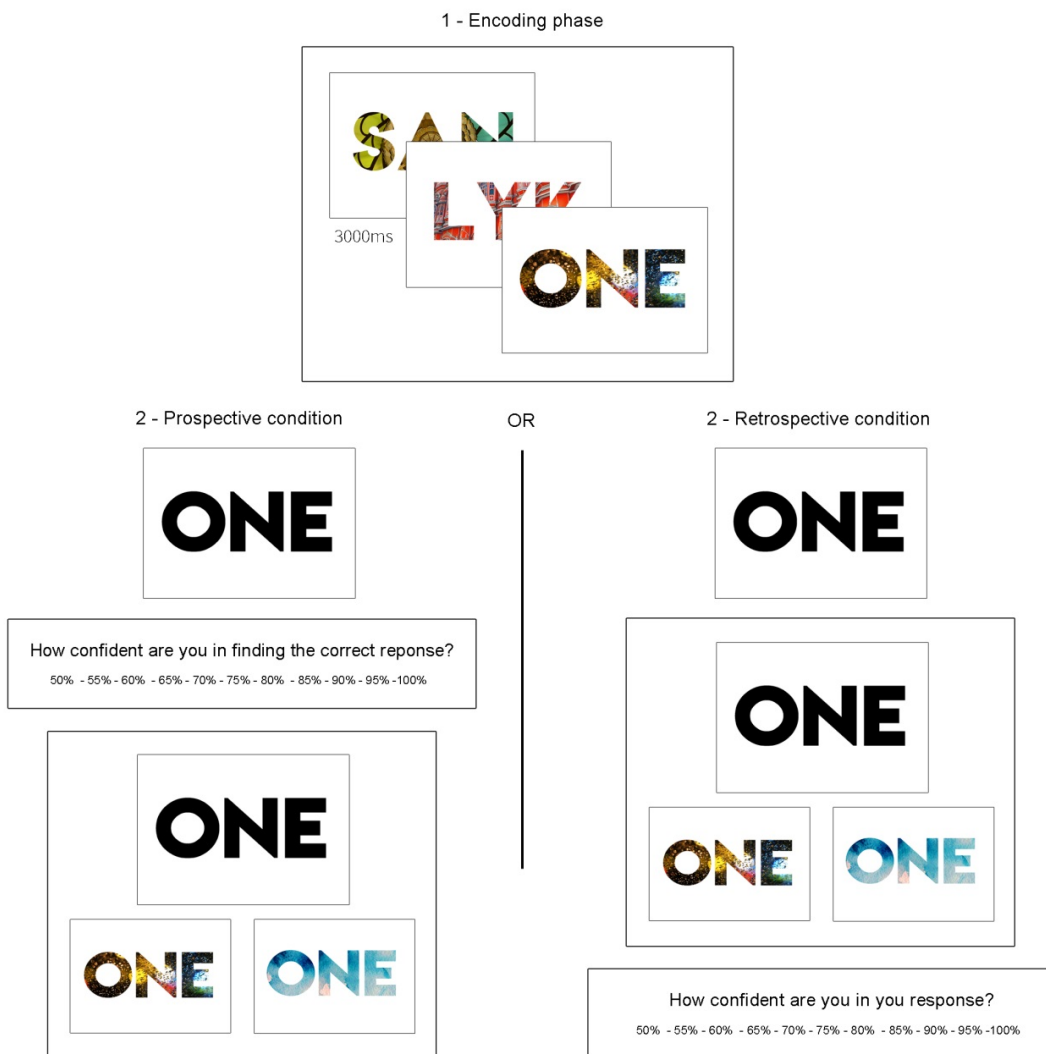 1 - Encoding phase
SAN
3000ms
LYK
ONE
2 - Prospective condition
OR
2 - Retrospective condition
ONE
ONE
How confident are you in finding the correct reponse?
50% - 55% - 60% - 65% - 70% - 75% - 80% - 85% - 90% - 95% -100%
ONE
ONE
ONE
ONE
ONE
ONE
How confident are you in you response?
50% - 55% - 60% - 65% - 70% - 75% - 80% - 85% - 90% - 95% -100%